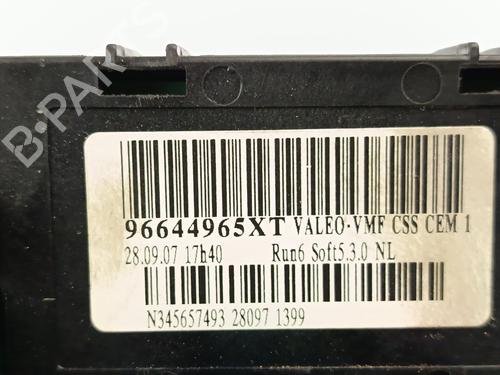 B-PARTS
96644965XT VALEO-VMF CSS CEM 1
28.09.07 17h40 Run6 Soft5.3.0 NL
N345657493 28097 1399